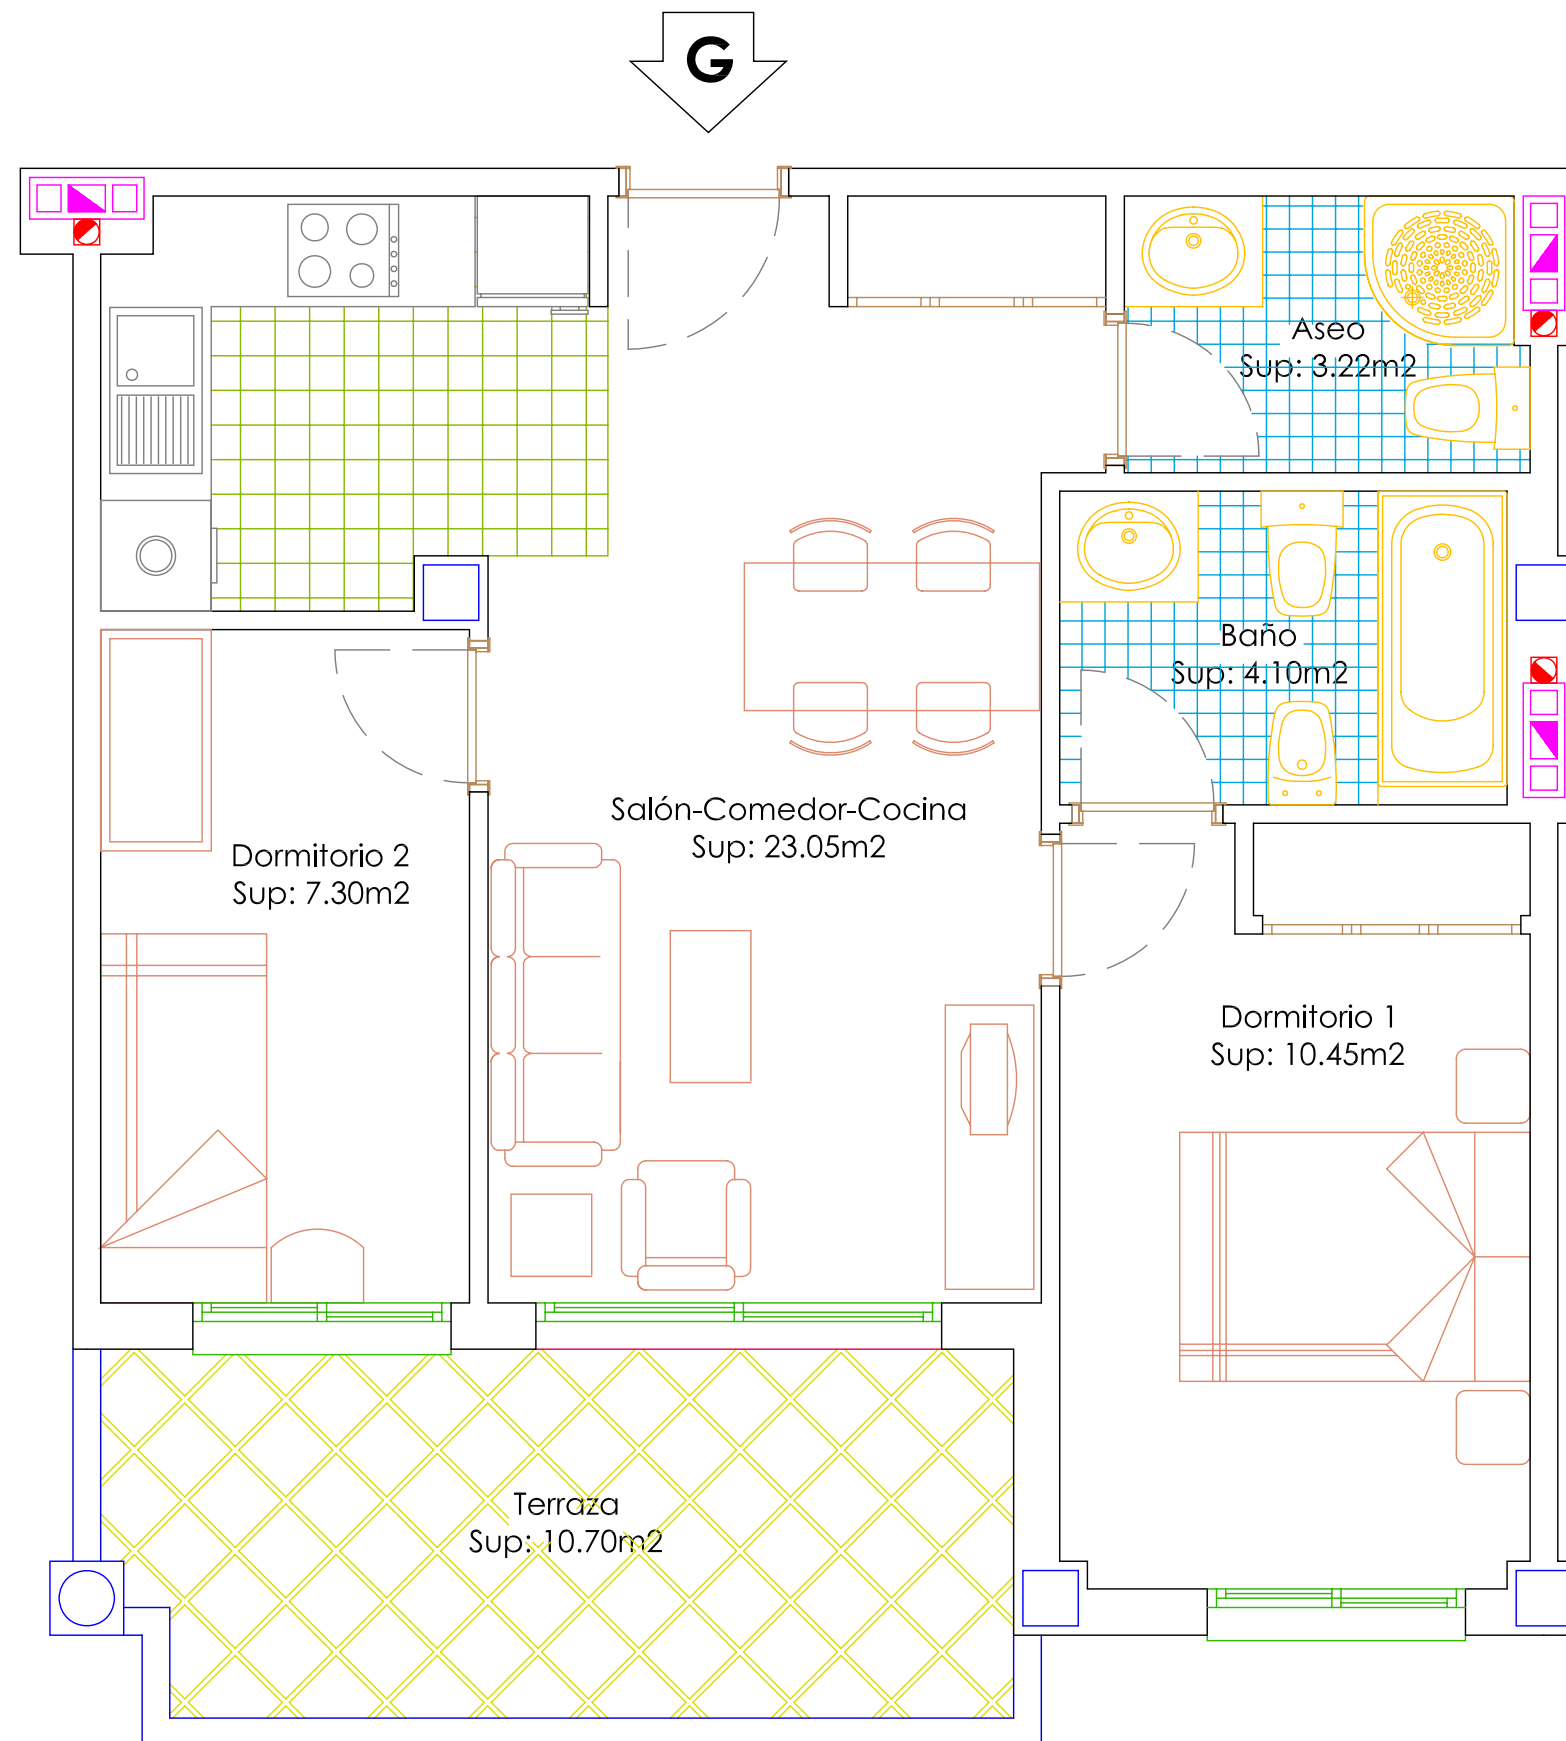 G
Aseo
Sup: 3.22m2
Baño
Sup: 4.10m2
Salón-Comedor-Cocina
Sup: 23.05m2
Dormitorio 2
Sup: 7.30m2
Dormitorio 1
Sup: 10.45m2
Terraza
Sup: 10.70m2